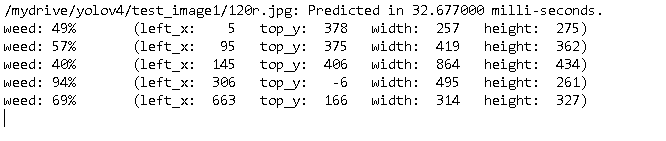 /mydrive/yolov4/test_image1/120r.jpg: Predicted in 32.677000 milli-seconds.
weed: 49% (left_x: 5 top_y: 378 width: 257 height: 275)
weed: 57% (left_x: 95 top_y: 375 width: 419 height: 362)
weed: 40% (left_x: 145 top_y: 406 width: 864 height: 434)
weed: 94% (left_x: 306 top_y: -6 width: 495 height: 261)
weed: 69% (left_x: 663 top_y: 166 width: 314 height: 327)